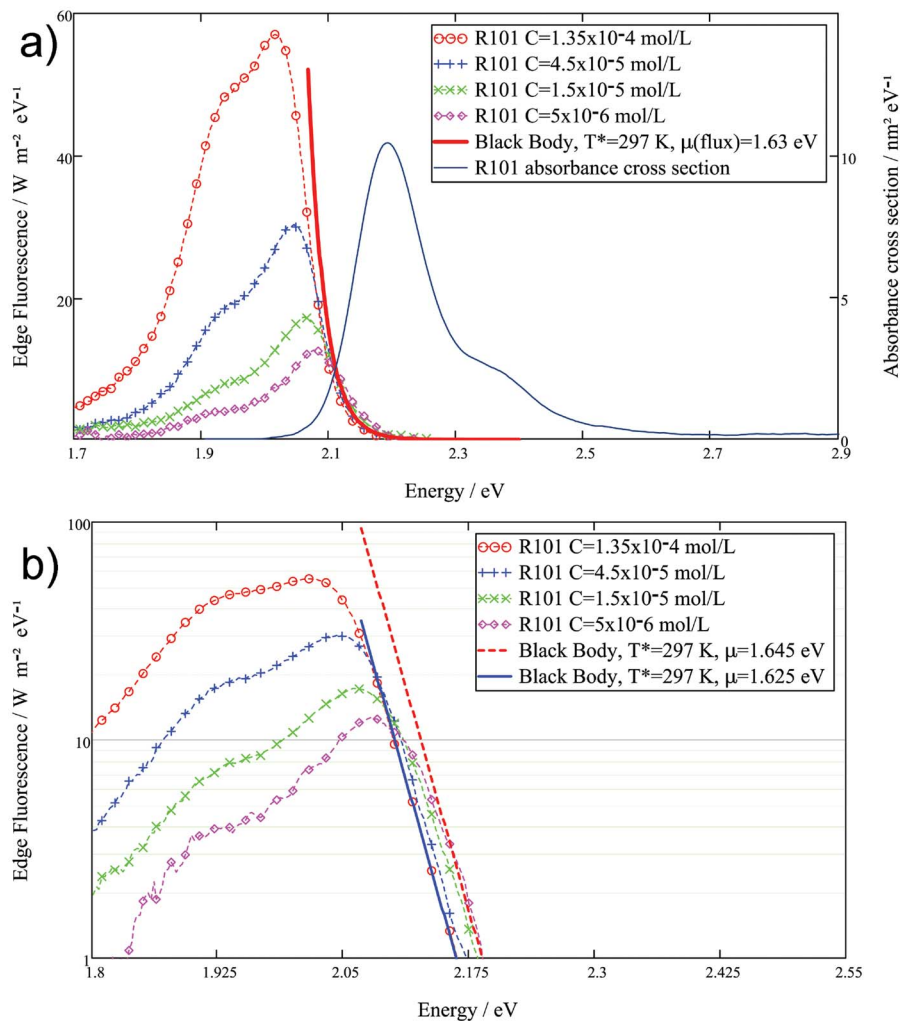 a)
60
40
20
Edge Fluorescence / W m⁻² eV⁻¹
R101 C=1.35x10⁻4 mol/L
R101 C=4.5x10⁻5 mol/L
R101 C=1.5x10⁻5 mol/L
R101 C=5x10⁻6 mol/L
Black Body, T*=297 K, μ(flux)=1.63 eV
R101 absorbance cross section
10
5
0
Absorbance cross section / nm² eV⁻¹
1.7 1.9 2.1 2.3 2.5 2.7 2.9
Energy / eV
b)
100
10
1
Edge Fluorescence / W m⁻² eV⁻¹
R101 C=1.35x10⁻4 mol/L
R101 C=4.5x10⁻5 mol/L
R101 C=1.5x10⁻5 mol/L
R101 C=5x10⁻6 mol/L
Black Body, T*=297 K, μ=1.645 eV
Black Body, T*=297 K, μ=1.625 eV
1.8 1.925 2.05 2.175 2.3 2.425 2.55
Energy / eV